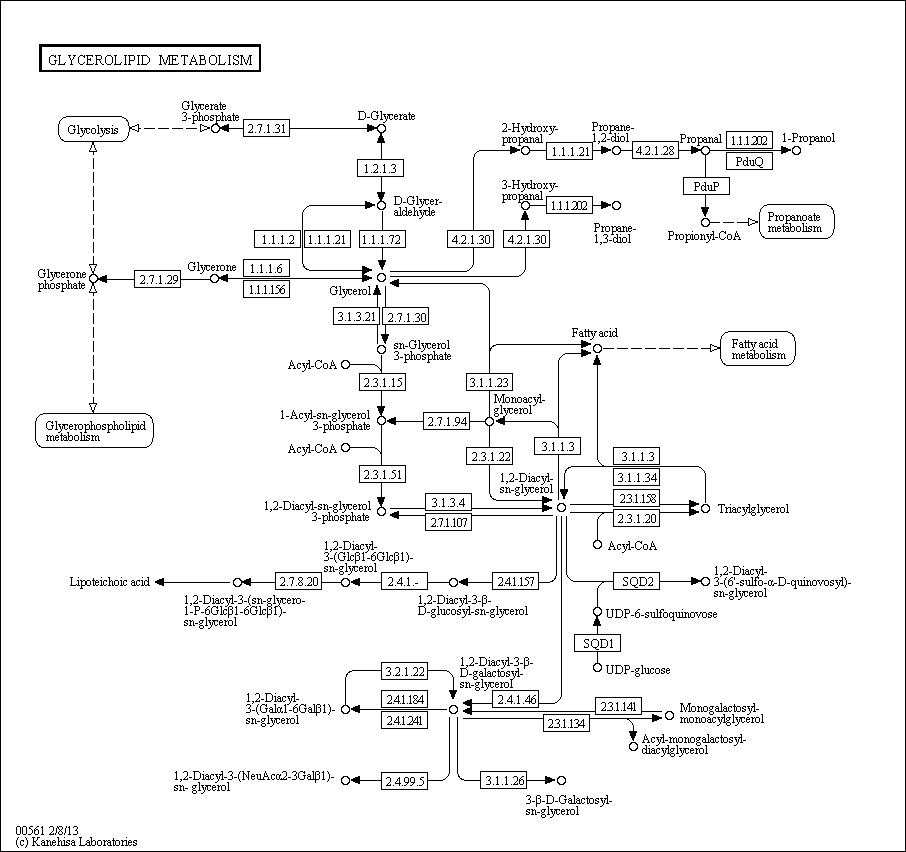 GLYCEROLIPID METABOLISM
Glycerate
3-phosphate
D-Glycerate
Glycolysis
2.7.1.31
2-Hydroxy-
propanal
Propane-
1,2-diol
Propanal
1.1.1.202
1-Propanol
1.1.1.21
4.2.1.28
PduQ
1.2.1.3
3-Hydroxy-
propanal
PduP
D-Glycer-
aldehyde
1.1.1.202
Propanoate
metabolism
Propane-
1,3-diol
Propionyl-CoA
1.1.1.2
1.1.1.21
1.1.1.72
4.2.1.30
4.2.1.30
Glycerone
phosphate
2.7.1.29
Glycerone
1.1.1.6
1.1.1.156
Glycerol
3.1.3.21
2.7.1.30
Fatty acid
sn-Glycerol
3-phosphate
Fatty acid
metabolism
Acyl-CoA
2.3.1.15
3.1.1.23
Monoacyl-
glycerol
1-Acyl-sn-glycerol
3-phosphate
2.7.1.94
Glycerophospholipid
metabolism
Acyl-CoA
3.1.1.3
2.3.1.22
3.1.1.3
2.3.1.51
1,2-Diacyl-
sn-glycerol
3.1.1.34
2.3.1.158
1,2-Diacyl-sn-glycerol
3-phosphate
3.1.3.4
2.7.1.107
2.3.1.20
Triacylglycerol
Acyl-CoA
1,2-Diacyl-
3-(Glcβ1-6Glcβ1)-
sn-glycerol
Lipoteichoic acid
2.7.8.20
2.4.1.-
2.4.1.157
SQD2
1,2-Diacyl-
3-(6'-sulfo-α-D-quinovosyl)-
sn-glycerol
1,2-Diacyl-3-(sn-glycero-
1-P-6Glcβ1-6Glcβ1)-
sn-glycerol
1,2-Diacyl-3-β-
D-glucosyl-sn-glycerol
UDP-6-sulfoquinovose
SQD1
UDP-glucose
3.2.1.22
1,2-Diacyl-3-β-
D-galactosyl-
sn-glycerol
1,2-Diacyl-
3-(Galα1-6Galβ1)-
sn-glycerol
2.4.1.184
2.4.1.241
2.4.1.46
2.3.1.141
2.3.1.134
Monogalactosyl-
monoacylglycerol
Acyl-monogalactosyl-
diacylglycerol
1,2-Diacyl-3-(NeuAcα2-3Galβ1)-
sn- glycerol
2.4.99.5
3.1.1.26
3-β-D-Galactosyl-
sn-glycerol
00561 2/8/13
(c) Kanehisa Laboratories